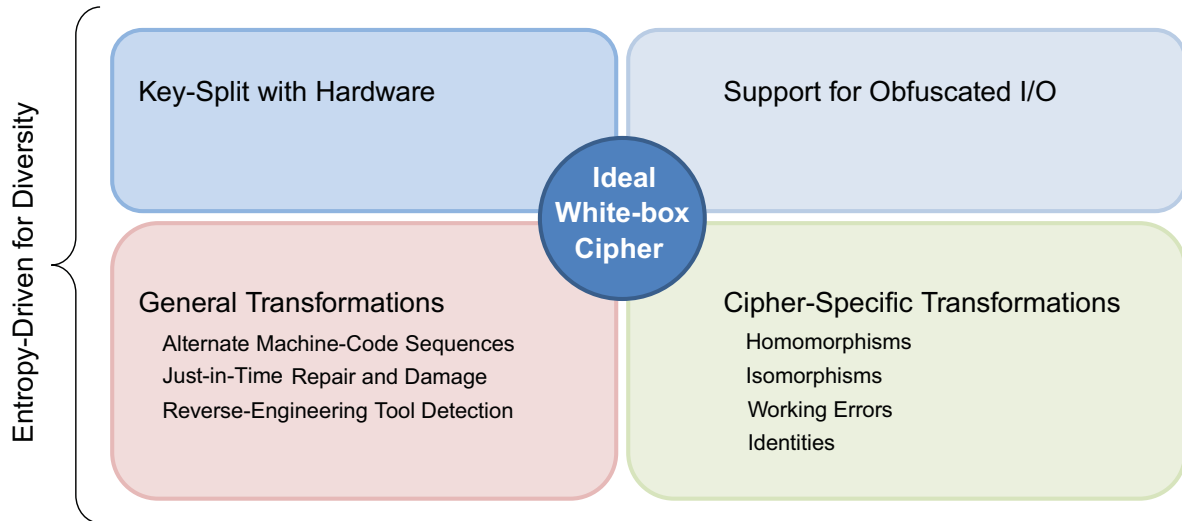 Entropy-Driven for Diversity
Key-Split with Hardware
Support for Obfuscated I/O
Ideal
White-box
Cipher
General Transformations
Alternate Machine-Code Sequences
Just-in-Time Repair and Damage
Reverse-Engineering Tool Detection
Cipher-Specific Transformations
Homomorphisms
Isomorphisms
Working Errors
Identities